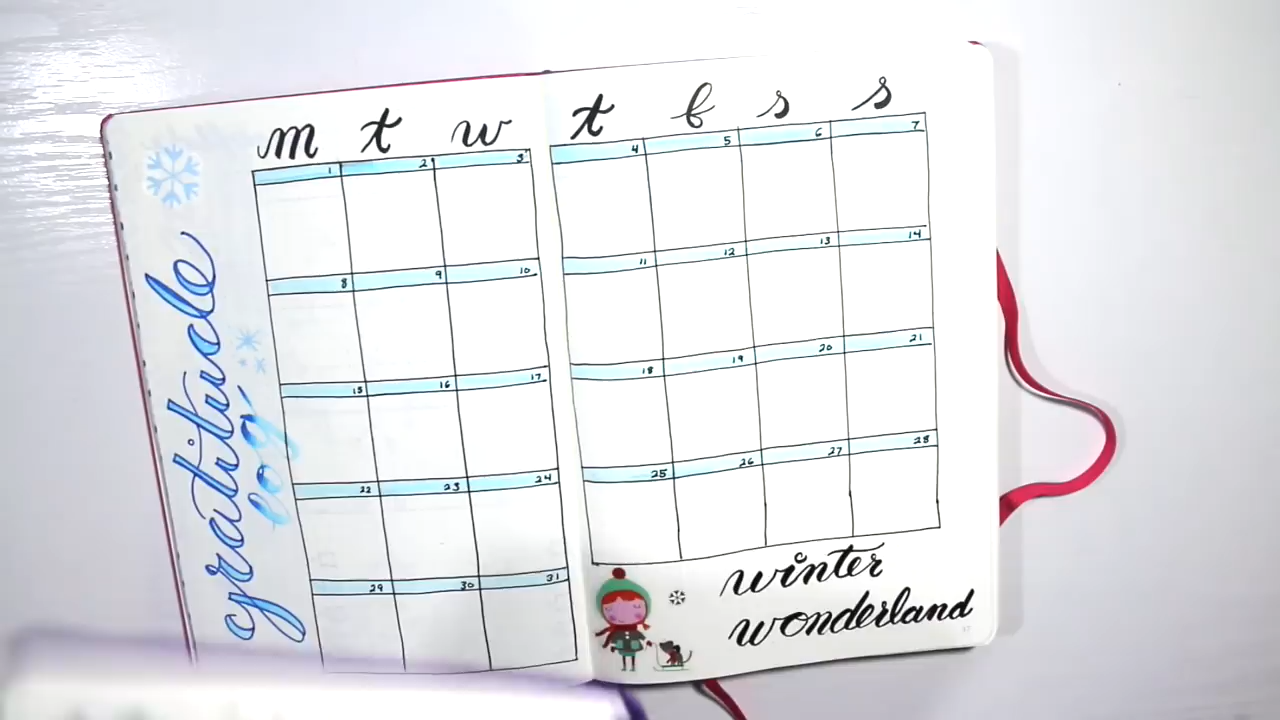 gratitude
log
m t w t f s s
1 2 3 4 5 6 7
8 9 10 11 12 13 14
15 16 17 18 19 20 21
22 23 24 25 26 27 28
29 30 31
winter
wonderland